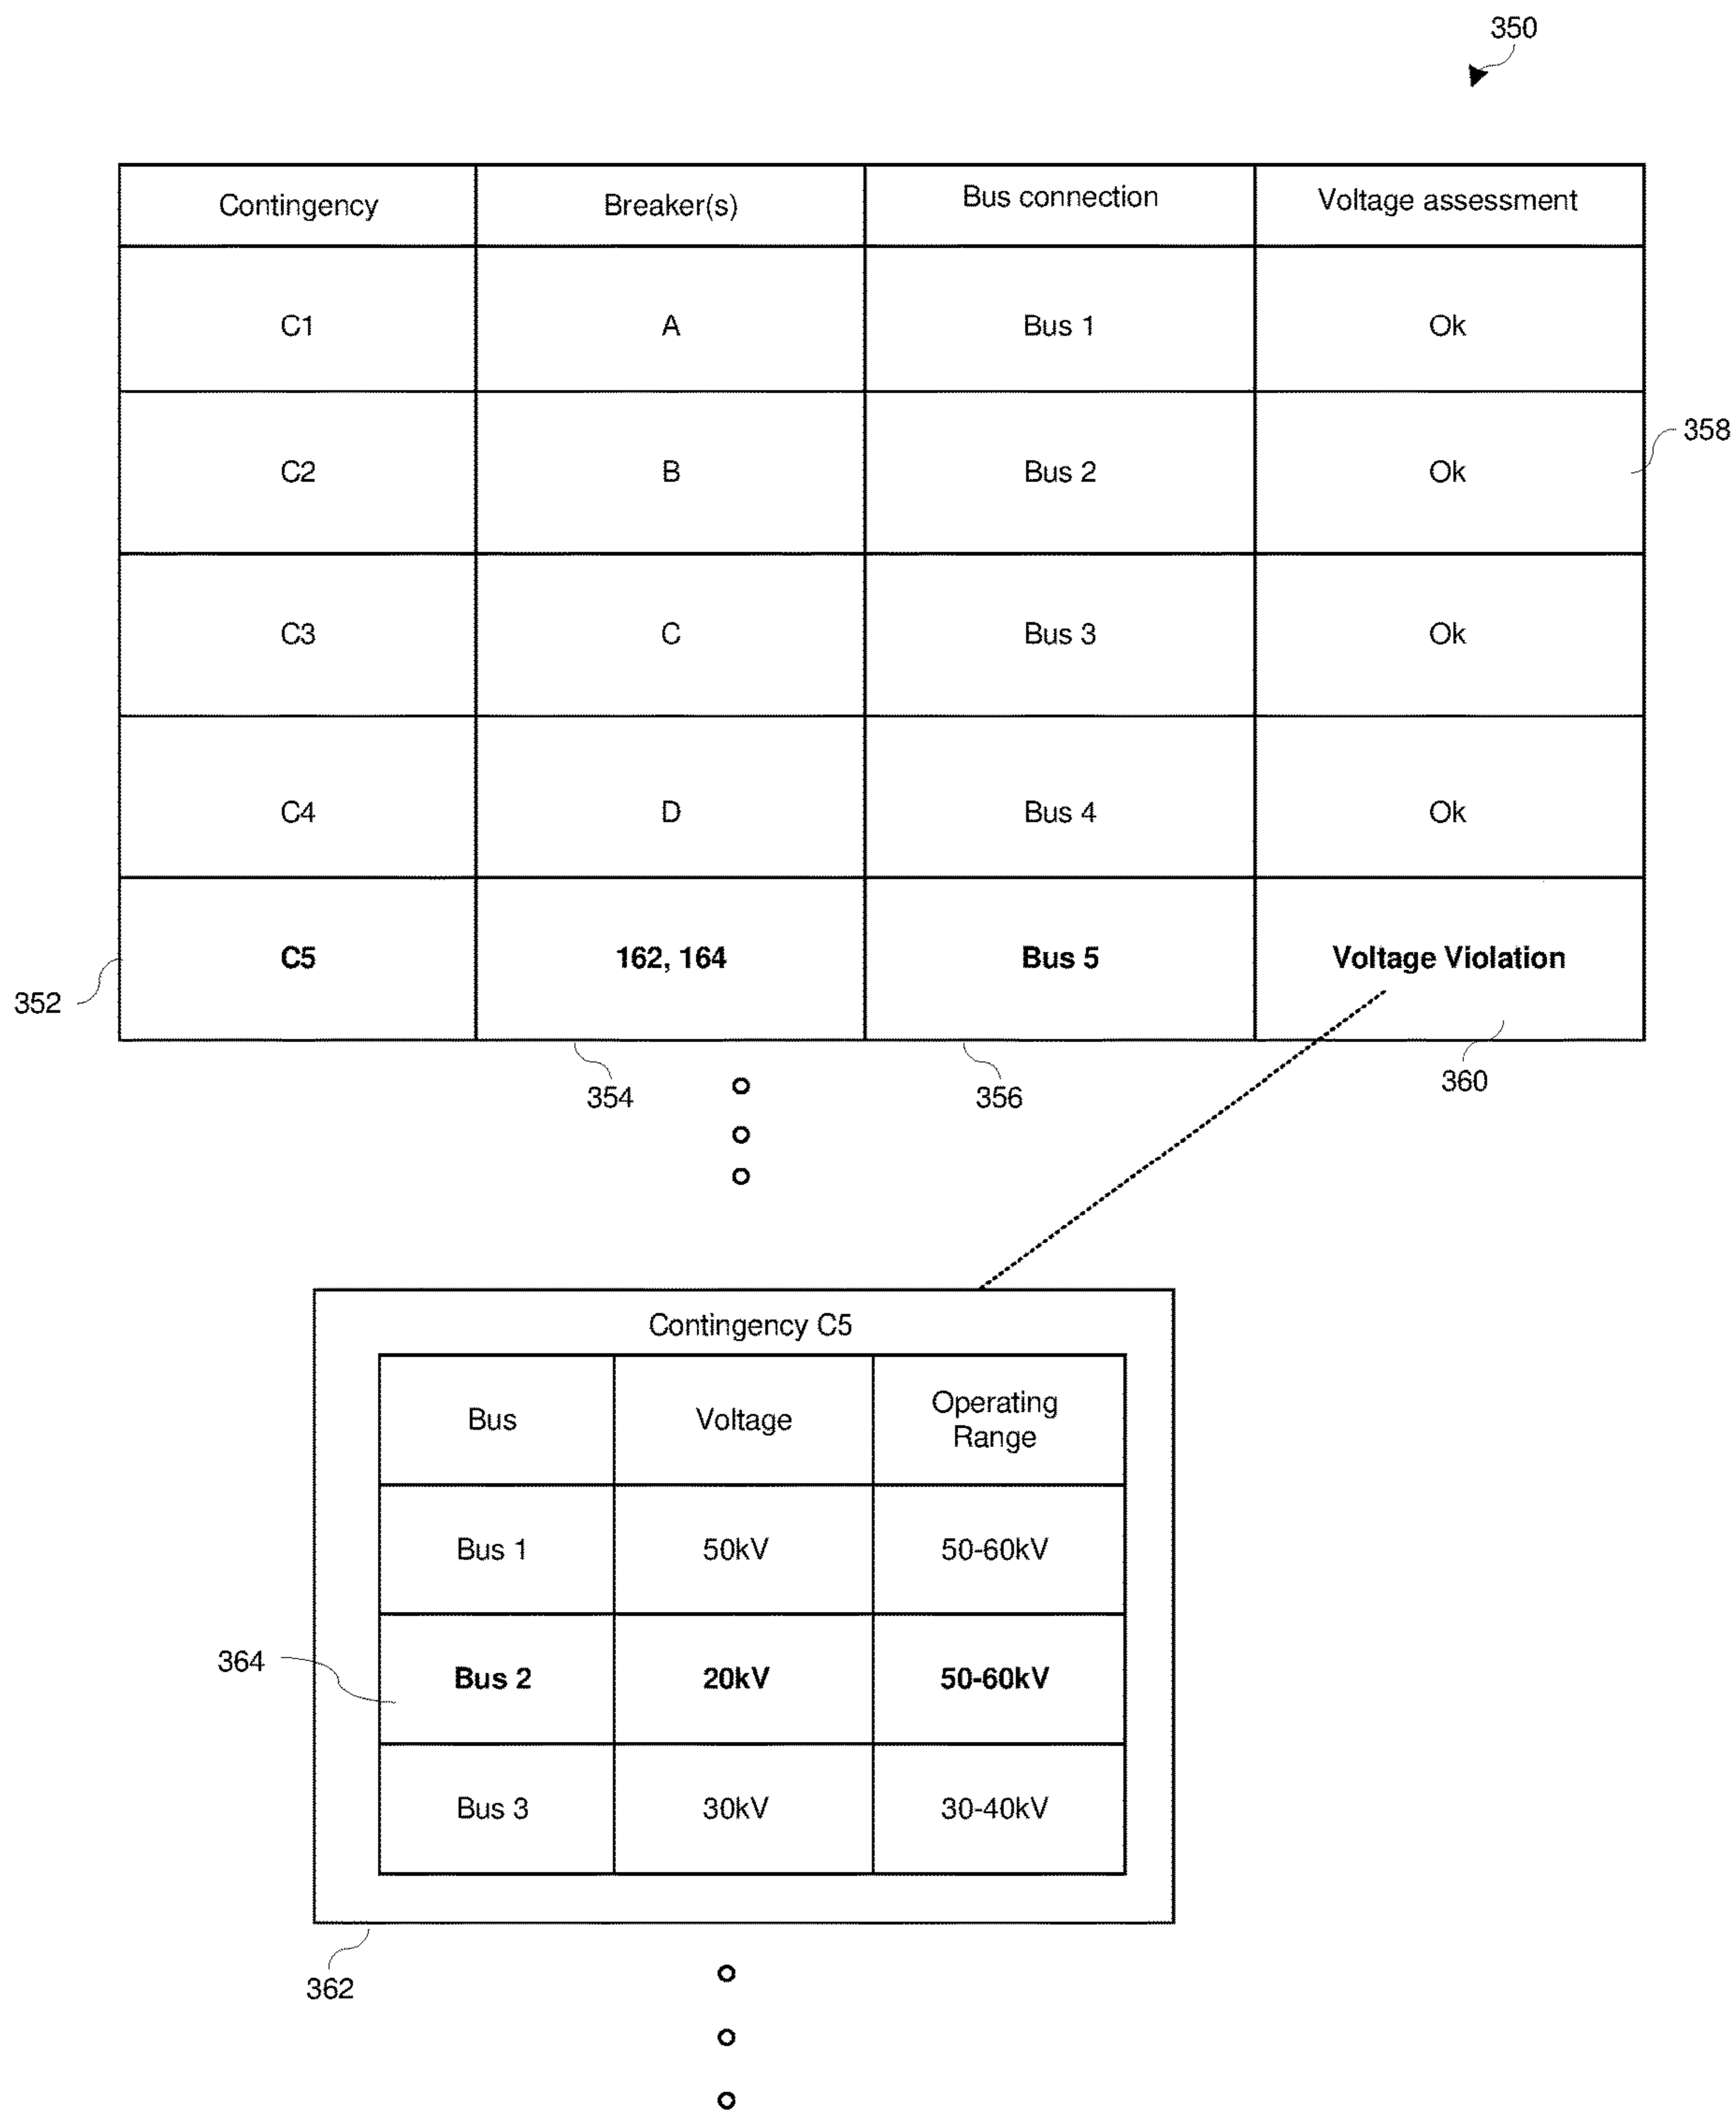 350
Contingency Breaker(s) Bus connection Voltage assessment
C1 A Bus 1 Ok
358
C2 B Bus 2 Ok
C3 C Bus 3 Ok
C4 D Bus 4 Ok
C5 162, 164 Bus 5 Voltage Violation
352
354 356 360
Contingency C5
Bus Voltage Operating
Range
Bus 1 50kV 50-60kV
364
Bus 2 20kV 50-60kV
Bus 3 30kV 30-40kV
362